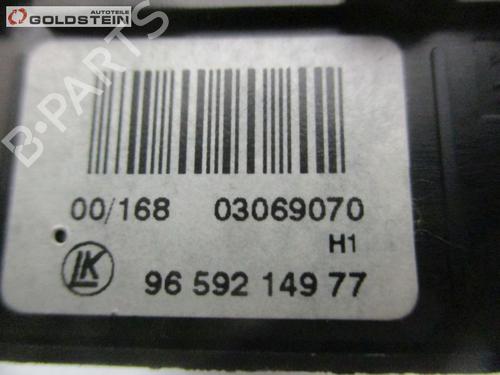 AUTOTEILE
GOLDSTEIN
B-PARTS
00/168 03069070
H1
LK 96 592 149 77